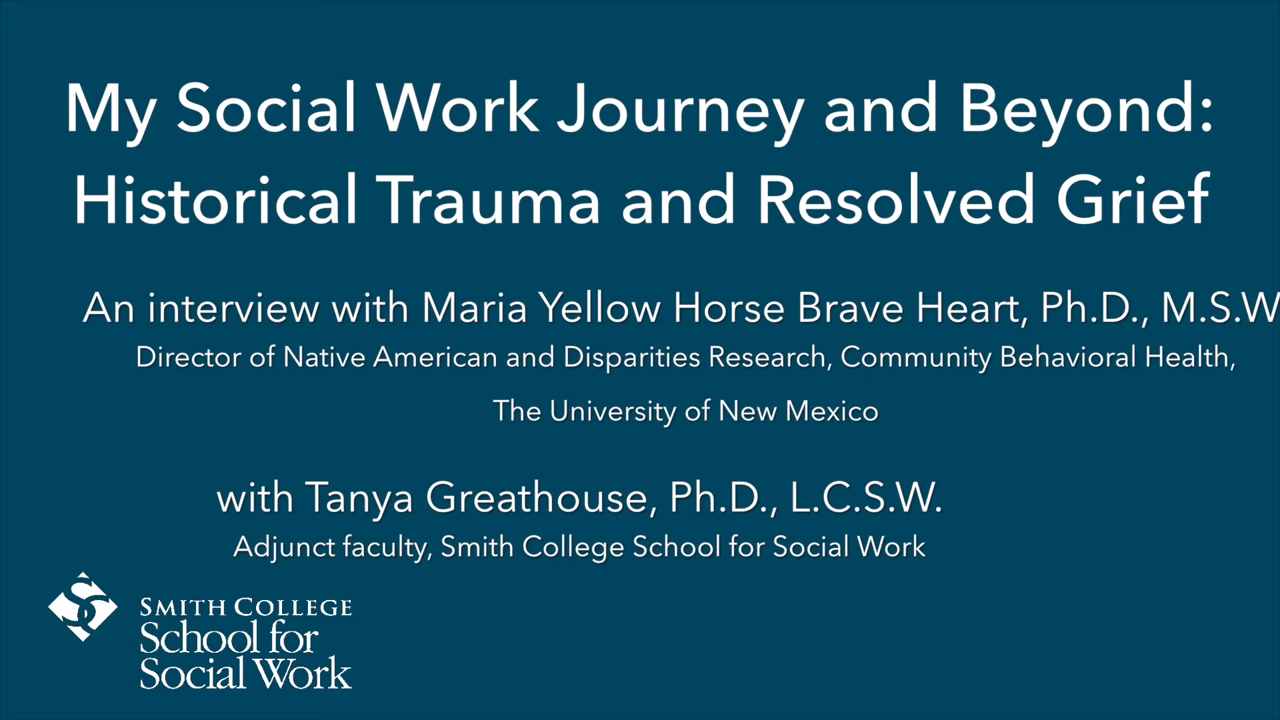 My Social Work Journey and Beyond:
Historical Trauma and Resolved Grief
An interview with Maria Yellow Horse Brave Heart, Ph.D., M.S.W
Director of Native American and Disparities Research, Community Behavioral Health,
The University of New Mexico
with Tanya Greathouse, Ph.D., L.C.S.W.
Adjunct faculty, Smith College School for Social Work
SMITH COLLEGE
School for
Social Work